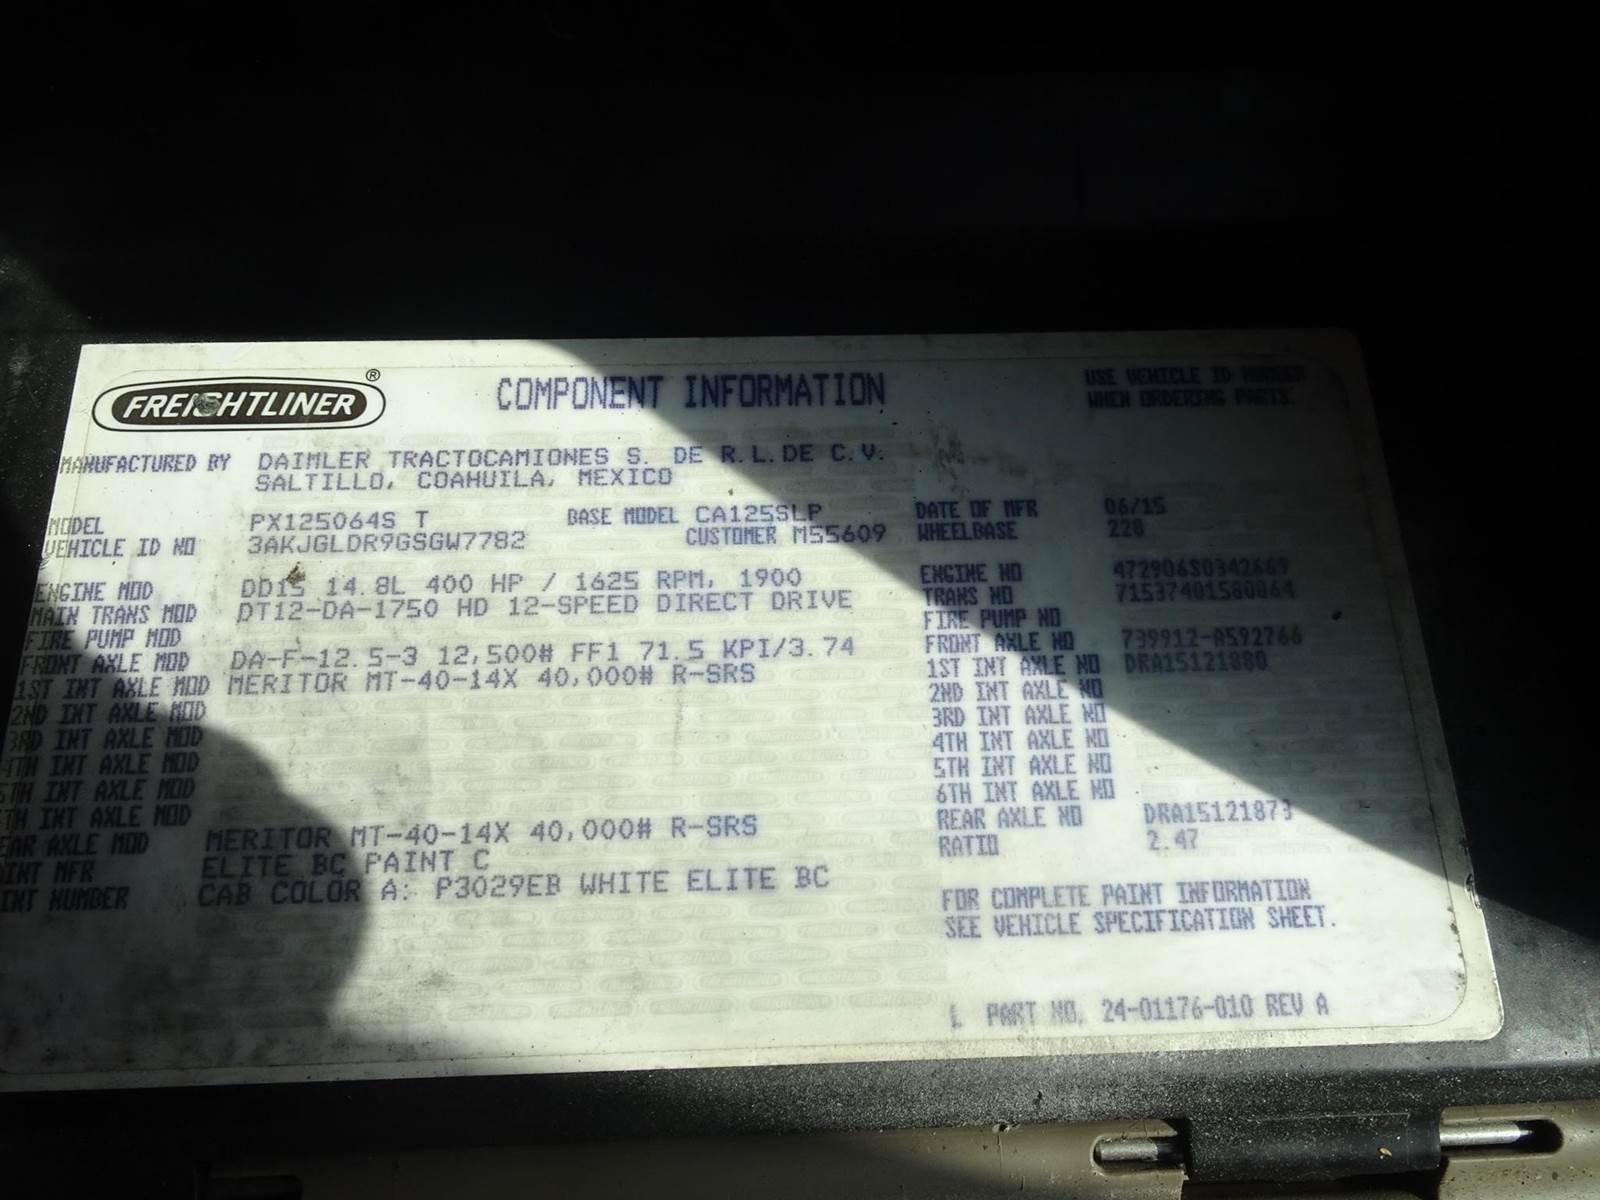 FREIGHTLINER ®
COMPONENT INFORMATION
USE VEHICLE ID NUMBER
WHEN ORDERING PARTS.
MANUFACTURED BY DAIMLER TRACTOCAMIONES S. DE R.L.DE C.V.
SALTILLO, COAHUILA, MEXICO
MODEL PX125064S T BASE MODEL CA125SLP DATE OF MFR 06/15
VEHICLE ID NO 3AKJGLDR9GSGW7782 CUSTOMER M55609 WHEELBASE 228
ENGINE MOD DD15 14.8L 400 HP / 1625 RPM, 1900 ENGINE NO 472906S0342669
MAIN TRANS MOD DT12-DA-1750 HD 12-SPEED DIRECT DRIVE TRANS NO 71537401580064
FIRE PUMP MOD FIRE PUMP NO
FRONT AXLE MOD DA-F-12.5-3 12,500# FF1 71.5 KPI/3.74 FRONT AXLE NO 739912-A592766
1ST INT AXLE MOD MERITOR MT-40-14X 40,000# R-SRS 1ST INT AXLE NO DRA15121880
2ND INT AXLE MOD 2ND INT AXLE NO
3RD INT AXLE MOD 3RD INT AXLE NO
4TH INT AXLE MOD 4TH INT AXLE NO
5TH INT AXLE MOD 5TH INT AXLE NO
TH INT AXLE MOD 6TH INT AXLE NO
EAR AXLE MOD MERITOR MT-40-14X 40,000# R-SRS REAR AXLE NO DRA15121873
AINT MFR ELITE BC PAINT C RATIO 2.47
INT NUMBER CAB COLOR A: P3029EB WHITE ELITE BC
FOR COMPLETE PAINT INFORMATION
SEE VEHICLE SPECIFICATION SHEET.
PART NO. 24-01176-010 REV A